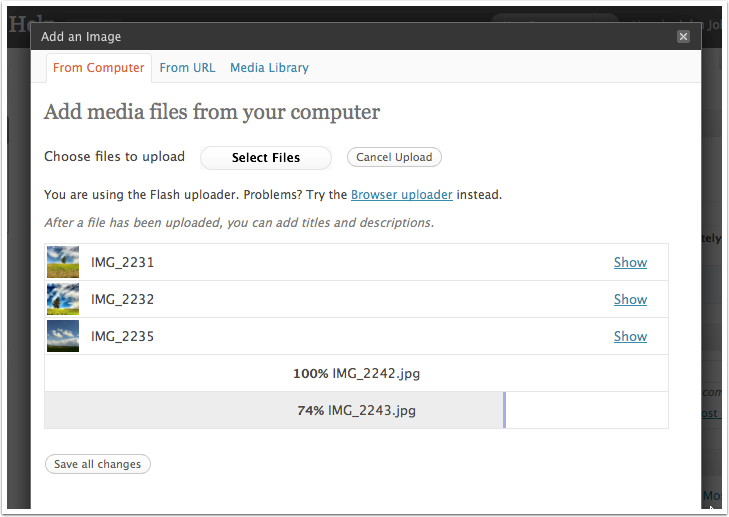 Help
Add an Image
From Computer From URL Media Library
Add media files from your computer
Choose files to upload Select Files Cancel Upload
You are using the Flash uploader. Problems? Try the Browser uploader instead.
After a file has been uploaded, you can add titles and descriptions.
IMG_2231 Show
IMG_2232 Show
IMG_2235 Show
100% IMG_2242.jpg
74% IMG_2243.jpg
Save all changes